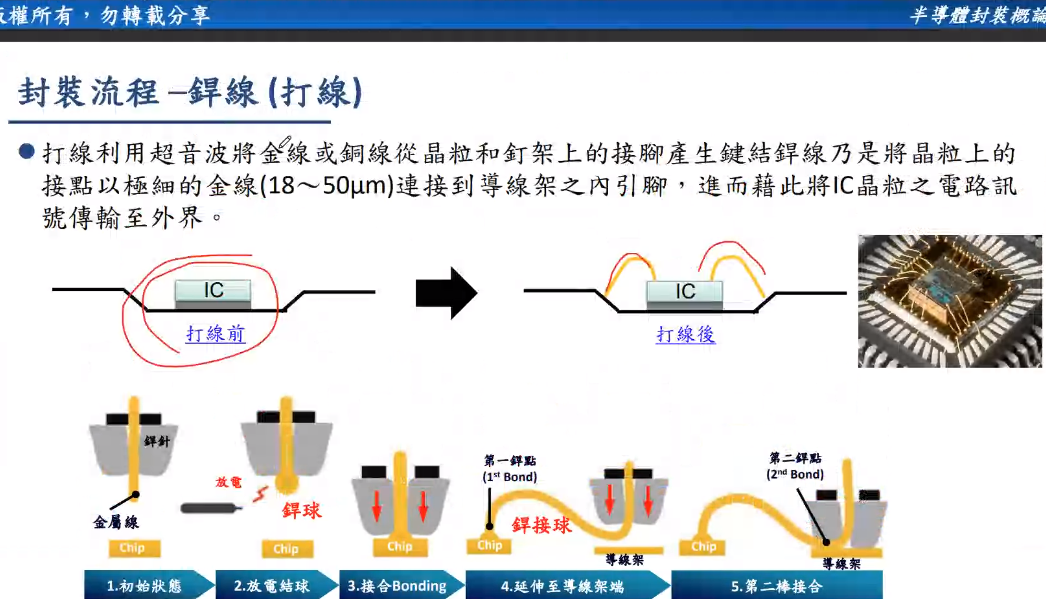 版權所有，勿轉載分享
半導體封裝概論
封裝流程 –銲線 (打線)
打線利用超音波將金線或銅線從晶粒和釘架上的接腳產生鍵結銲線乃是將晶粒上的
接點以極細的金線(18～50μm)連接到導線架之內引腳，進而藉此將IC晶粒之電路訊
號傳輸至外界。
IC
打線前
IC
打線後
銲針
金屬線
Chip
放電
銲球
Chip
Chip
第一銲點
(1st Bond)
銲接球
Chip
導線架
第二銲點
(2nd Bond)
Chip
導線架
1.初始狀態
2.放電結球
3.接合Bonding
4.延伸至導線架端
5.第二棒接合